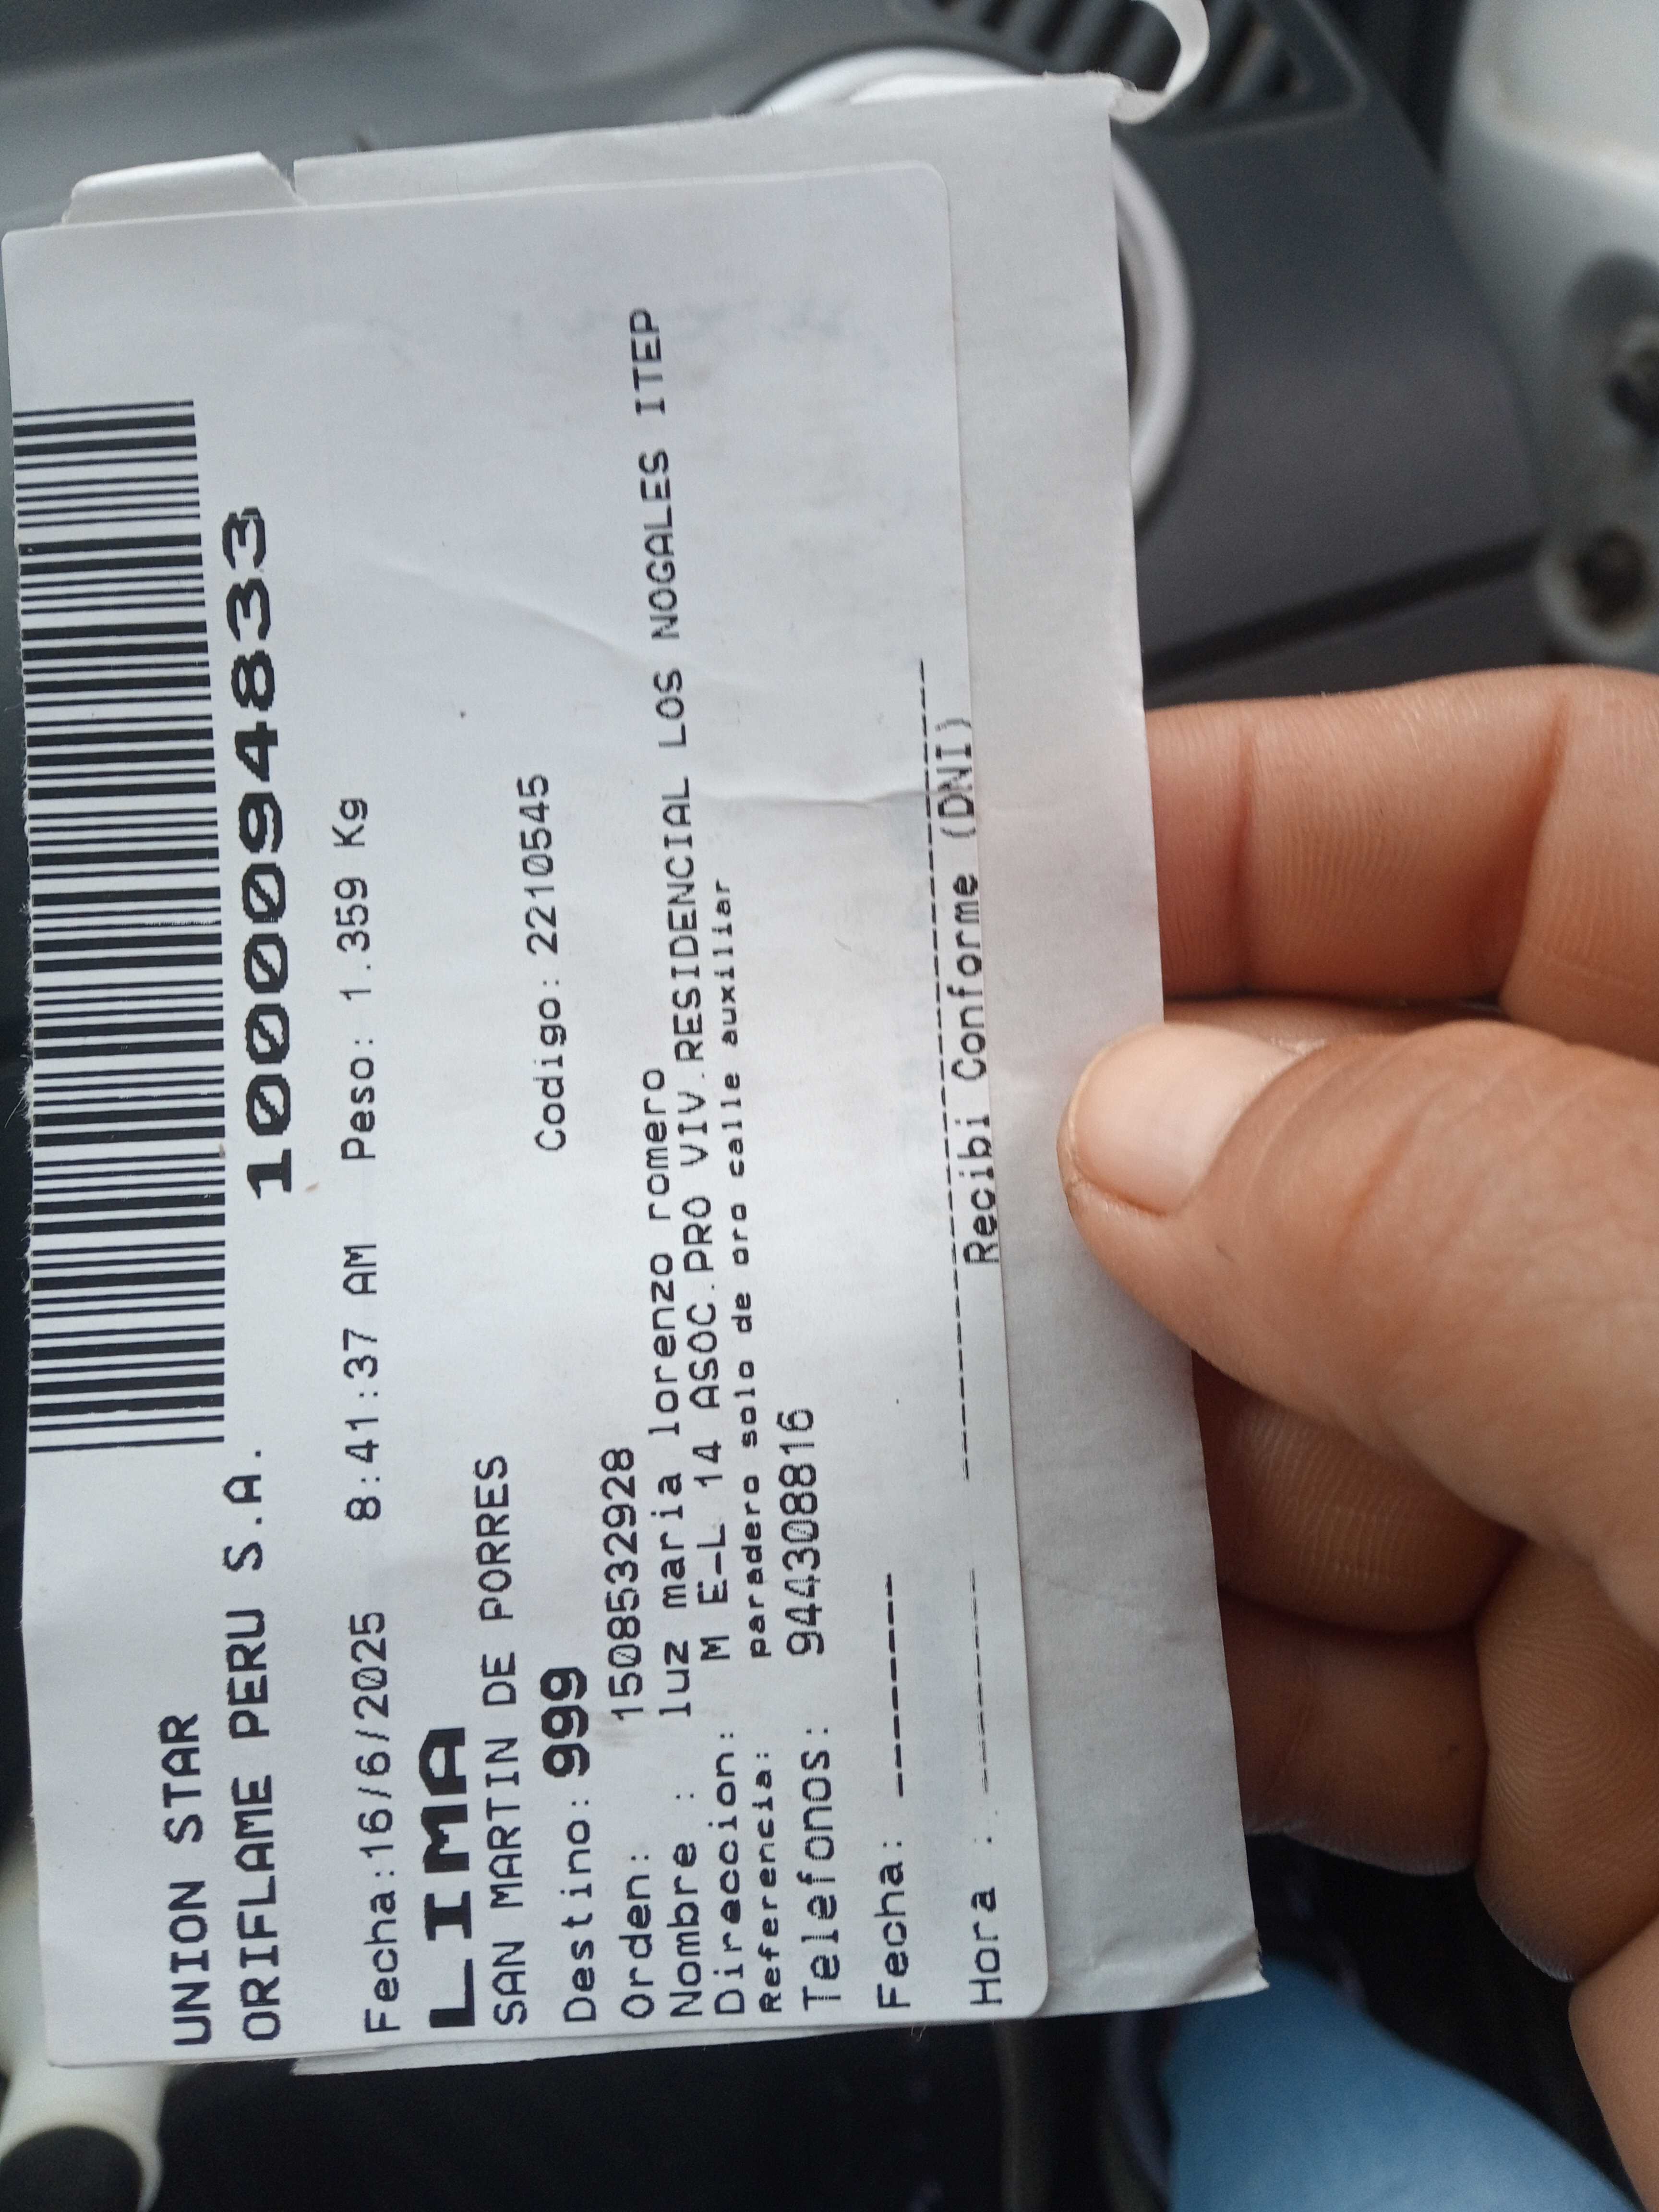 UNION STAR
ORIFLAME PERU S.A. 1000094833
Fecha:16/6/2025 8:41:37 AM Peso: 1.359 Kg
LIMA
SAN MARTIN DE PORRES
Destino: 999 Codigo: 2210545
Orden: 1508532928
Nombre : luz maria lorenzo romero
Direccion: M E-L 14 ASOC.PRO VIV.RESIDENCIAL LOS NOGALES ITEP
Referencia: paradero solo de oro calle auxiliar
Telefonos: 944308816
Fecha: --------
Hora : --------
Recibi Conforme (DNI)